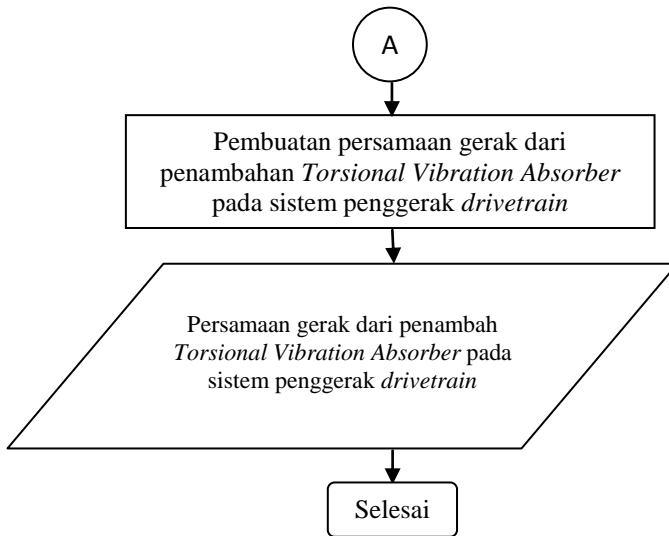 A
Pembuatan persamaan gerak dari
penambahan Torsional Vibration Absorber
pada sistem penggerak drivetrain
Persamaan gerak dari penambah
Torsional Vibration Absorber pada
sistem penggerak drivetrain
Selesai